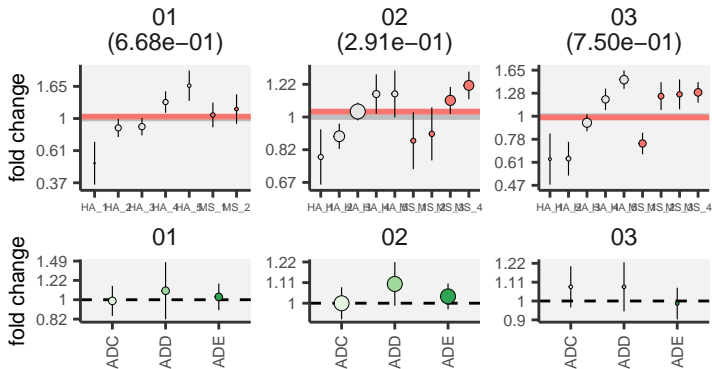 01 02 03
(6.68e−01) (2.91e−01) (7.50e−01)
fold change
1.65
1
0.61
0.37
1.22
1
0.82
0.67
1.65
1.28
1
0.78
0.61
0.47
HA_1 HA_2 HA_3 HA_4 HA_5 MS_1 MS_2
MS_4
MS_4
01 02 03
fold change
1.49
1.22
1
0.82
1.22
1.11
1
1.22
1.11
1
0.9
ADC ADD ADE ADC ADD ADE ADC ADD ADE